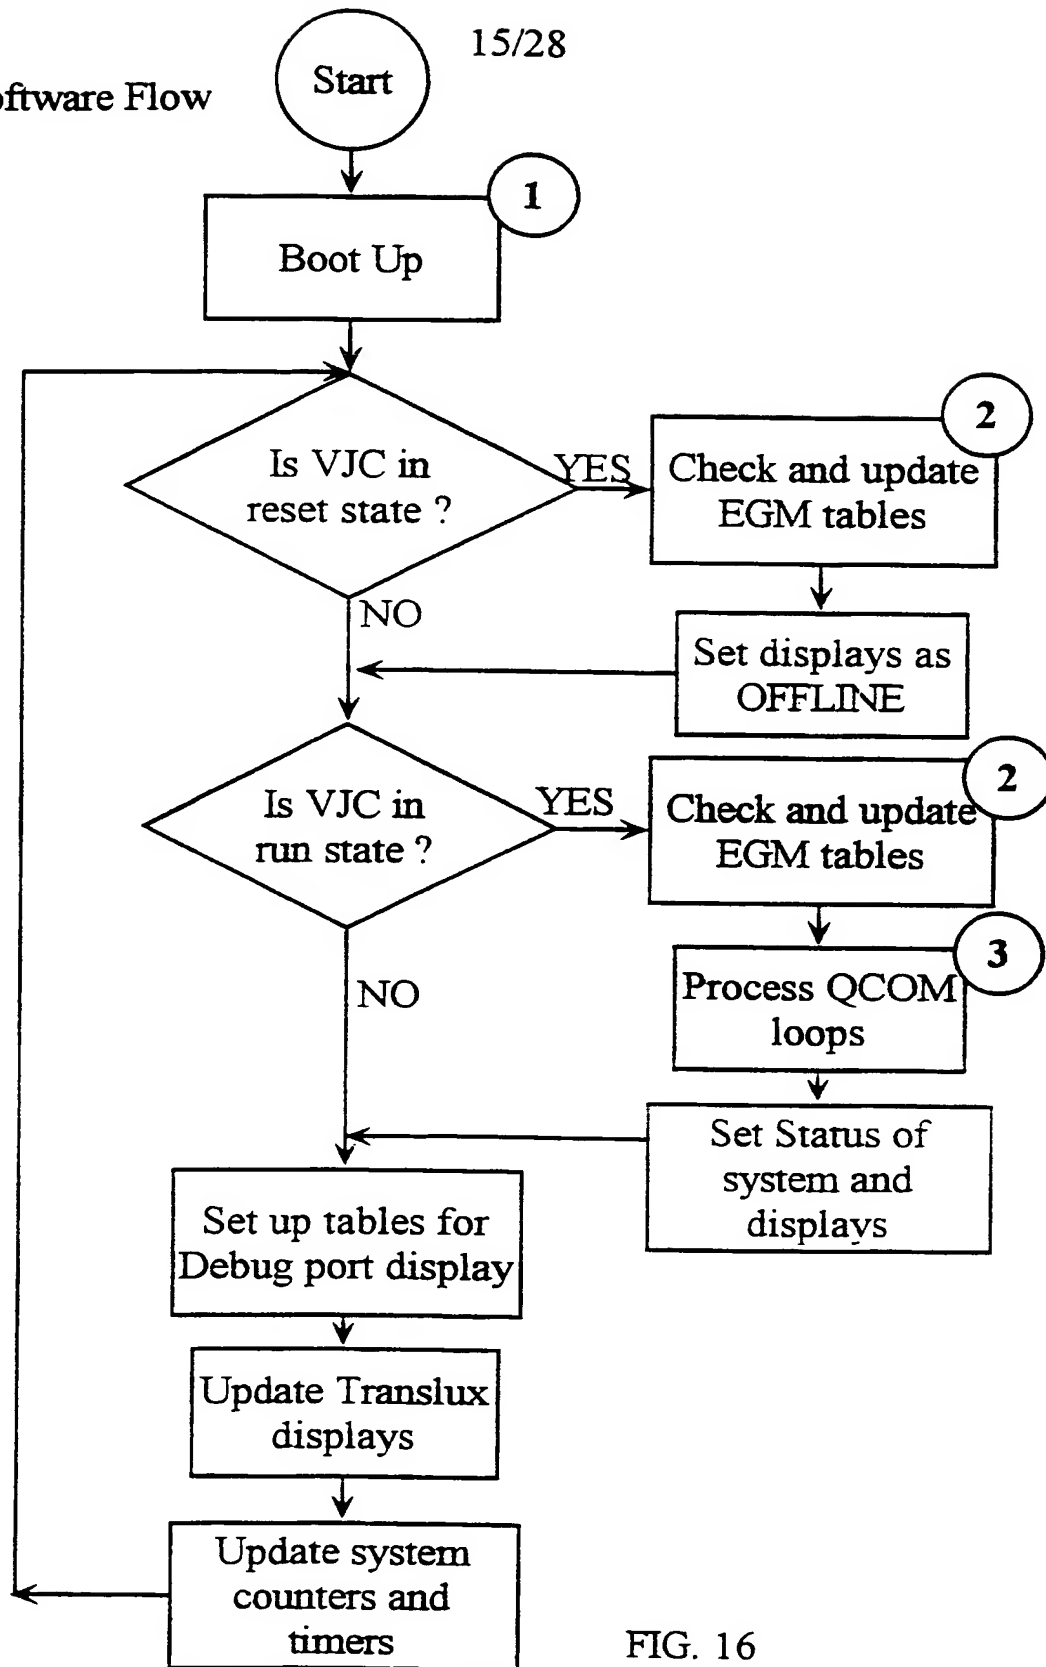 15/28
oftware Flow
Start
1
Boot Up
2
Is VJC in
reset state ?
YES
Check and update
EGM tables
NO
Set displays as
OFFLINE
2
Is VJC in
run state ?
YES
Check and update
EGM tables
3
NO
Process QCOM
loops
Set Status of
system and
displays
Set up tables for
Debug port display
Update Translux
displays
Update system
counters and
timers
FIG. 16